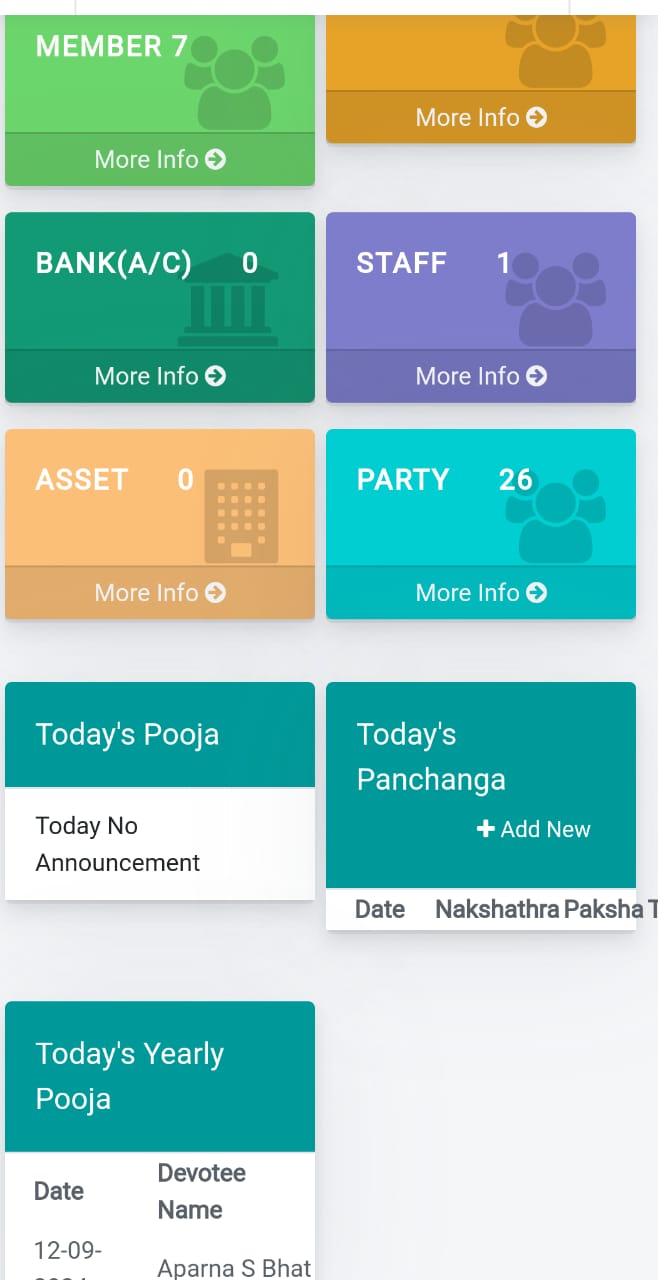 MEMBER 7
More Info
More Info
BANK(A/C) 0
More Info
STAFF 1
More Info
ASSET 0
More Info
PARTY 26
More Info
Today's Pooja
Today No
Announcement
Today's
Panchanga
Add New
Date Nakshathra Paksha T
Today's Yearly
Pooja
Date Devotee
Name
12-09-
Aparna S Bhat